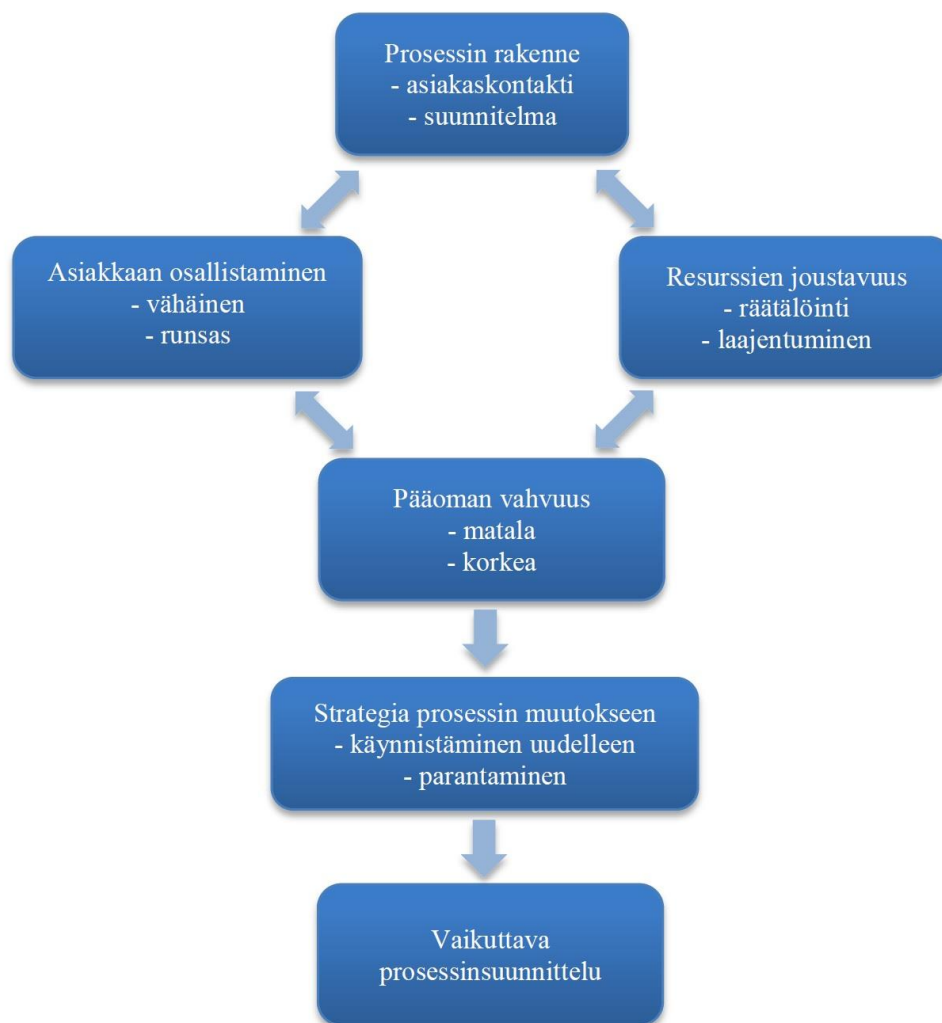 Prosessin rakenne
- asiakaskontakti
- suunnitelma
Asiakkaan osallistaminen
- vähäinen
- runsas
Resurssien joustavuus
- räätälöinti
- laajentuminen
Pääoman vahvuus
- matala
- korkea
Strategia prosessin muutokseen
- käynnistäminen uudelleen
- parantaminen
Vaikuttava
prosessinsuunnittelu